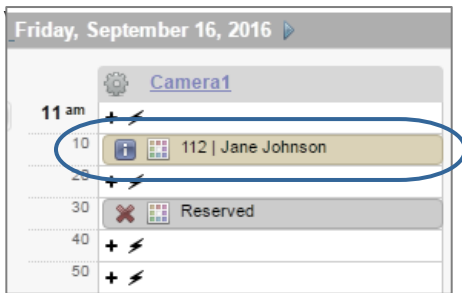 Friday, September 16, 2016
Camera1
11 am
10 112 | Jane Johnson
20
30 Reserved
40
50